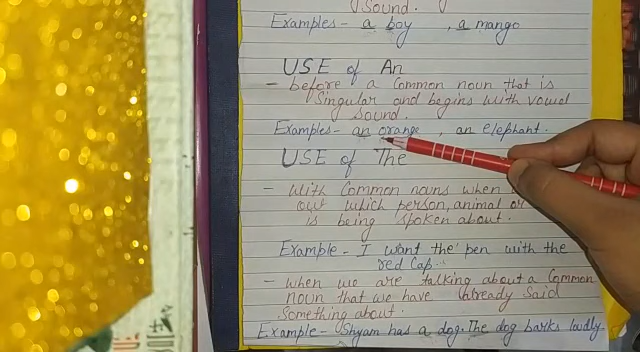 Sound.
Examples - a boy , a mango
USE of An
- before a Common noun that is
Singular and begins with vowel
Sound.
Examples - an orange , an elephant.
USE of The
- with Common nouns when
out which person, animal or
is being spoken about.
Example - I want the pen with the
red Cap.
- when we are talking about a Common
noun that we have already Said
Something about.
Example - Shyam has a dog. The dog barks loudly.